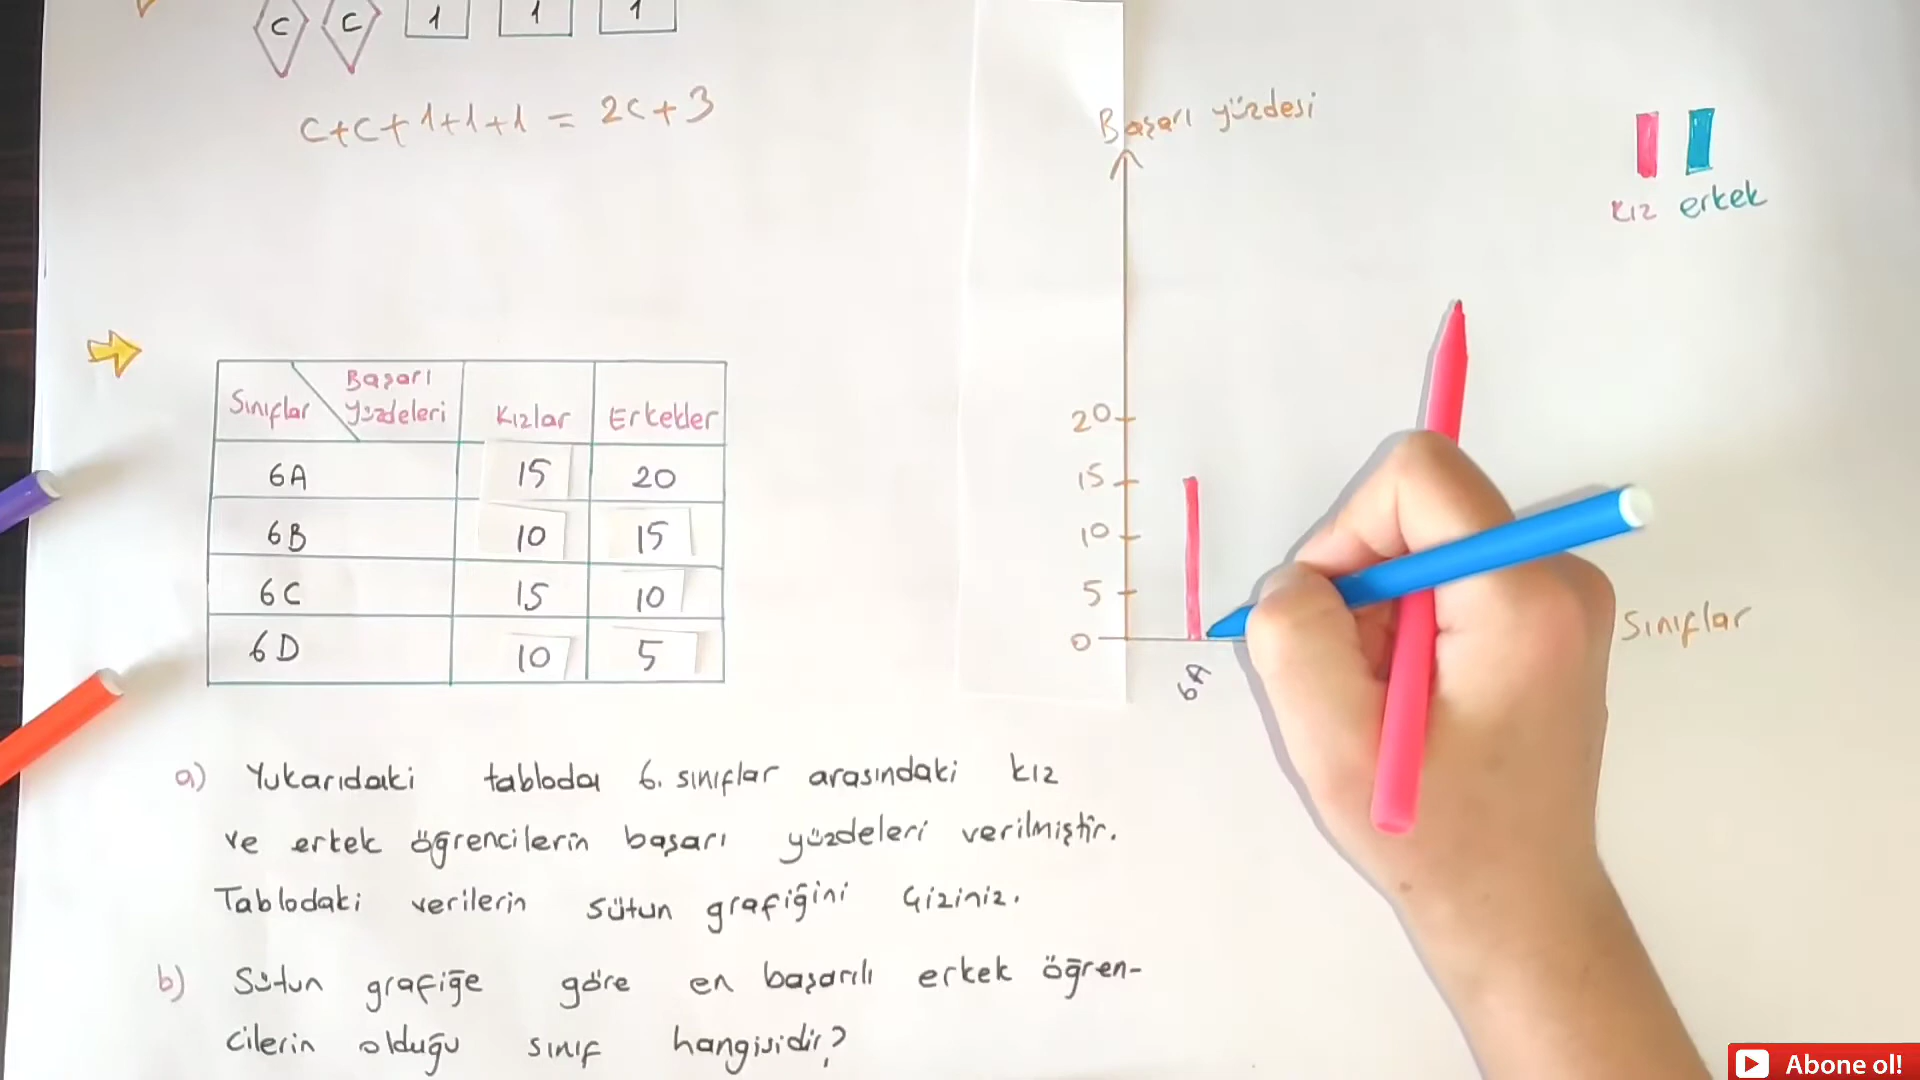 C C 1 1 1
C+C+1+1+1 = 2C+3
Sınıflar Başarı yüzdeleri Kızlar Erkekler
6A 15 20
6B 10 15
6C 15 10
6D 10 5
a) Yukarıdaki tabloda 6. sınıflar arasındaki kız
ve erkek öğrencilerin başarı yüzdeleri verilmiştir.
Tablodaki verilerin sütun grafiğini çiziniz.
b) Sütun grafiğe göre en başarılı erkek öğren-
cilerin olduğu sınıf hangisidir?
Başarı yüzdesi
20
15
10
5
0
6A
Sınıflar
kız erkek
Abone ol!